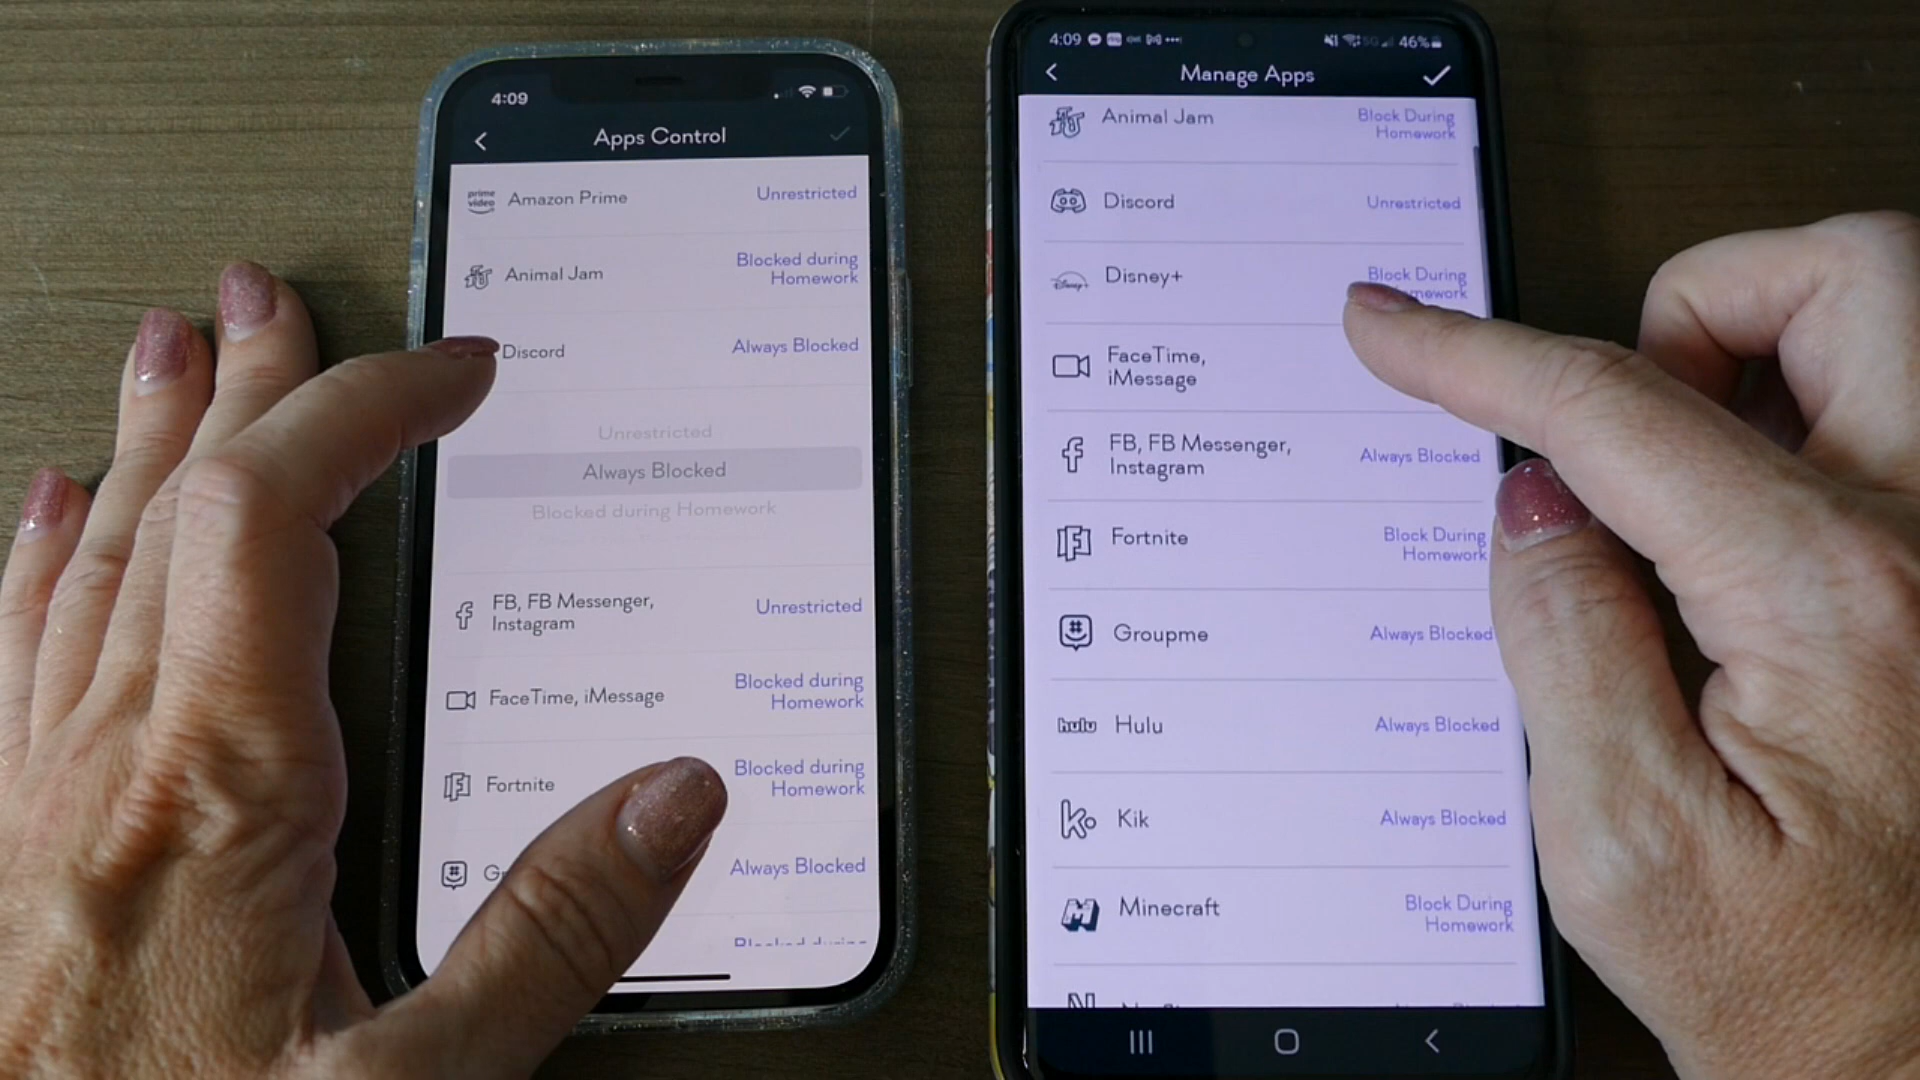 4:09
Apps Control
prime
video
Amazon Prime
Unrestricted
Animal Jam
Blocked during
Homework
Discord
Always Blocked
Unrestricted
Always Blocked
Blocked during Homework
FB, FB Messenger,
Instagram
Unrestricted
FaceTime, iMessage
Blocked during
Homework
Fortnite
Blocked during
Homework
Always Blocked
4:09
46%
Manage Apps
Animal Jam
Block During
Homework
Discord
Unrestricted
Disney+
Disney+
Block During
FaceTime,
iMessage
FB, FB Messenger,
Instagram
Always Blocked
Fortnite
Block During
Homework
Groupme
Always Blocked
hulu
Hulu
Always Blocked
Kik
Always Blocked
Minecraft
Block During
Homework